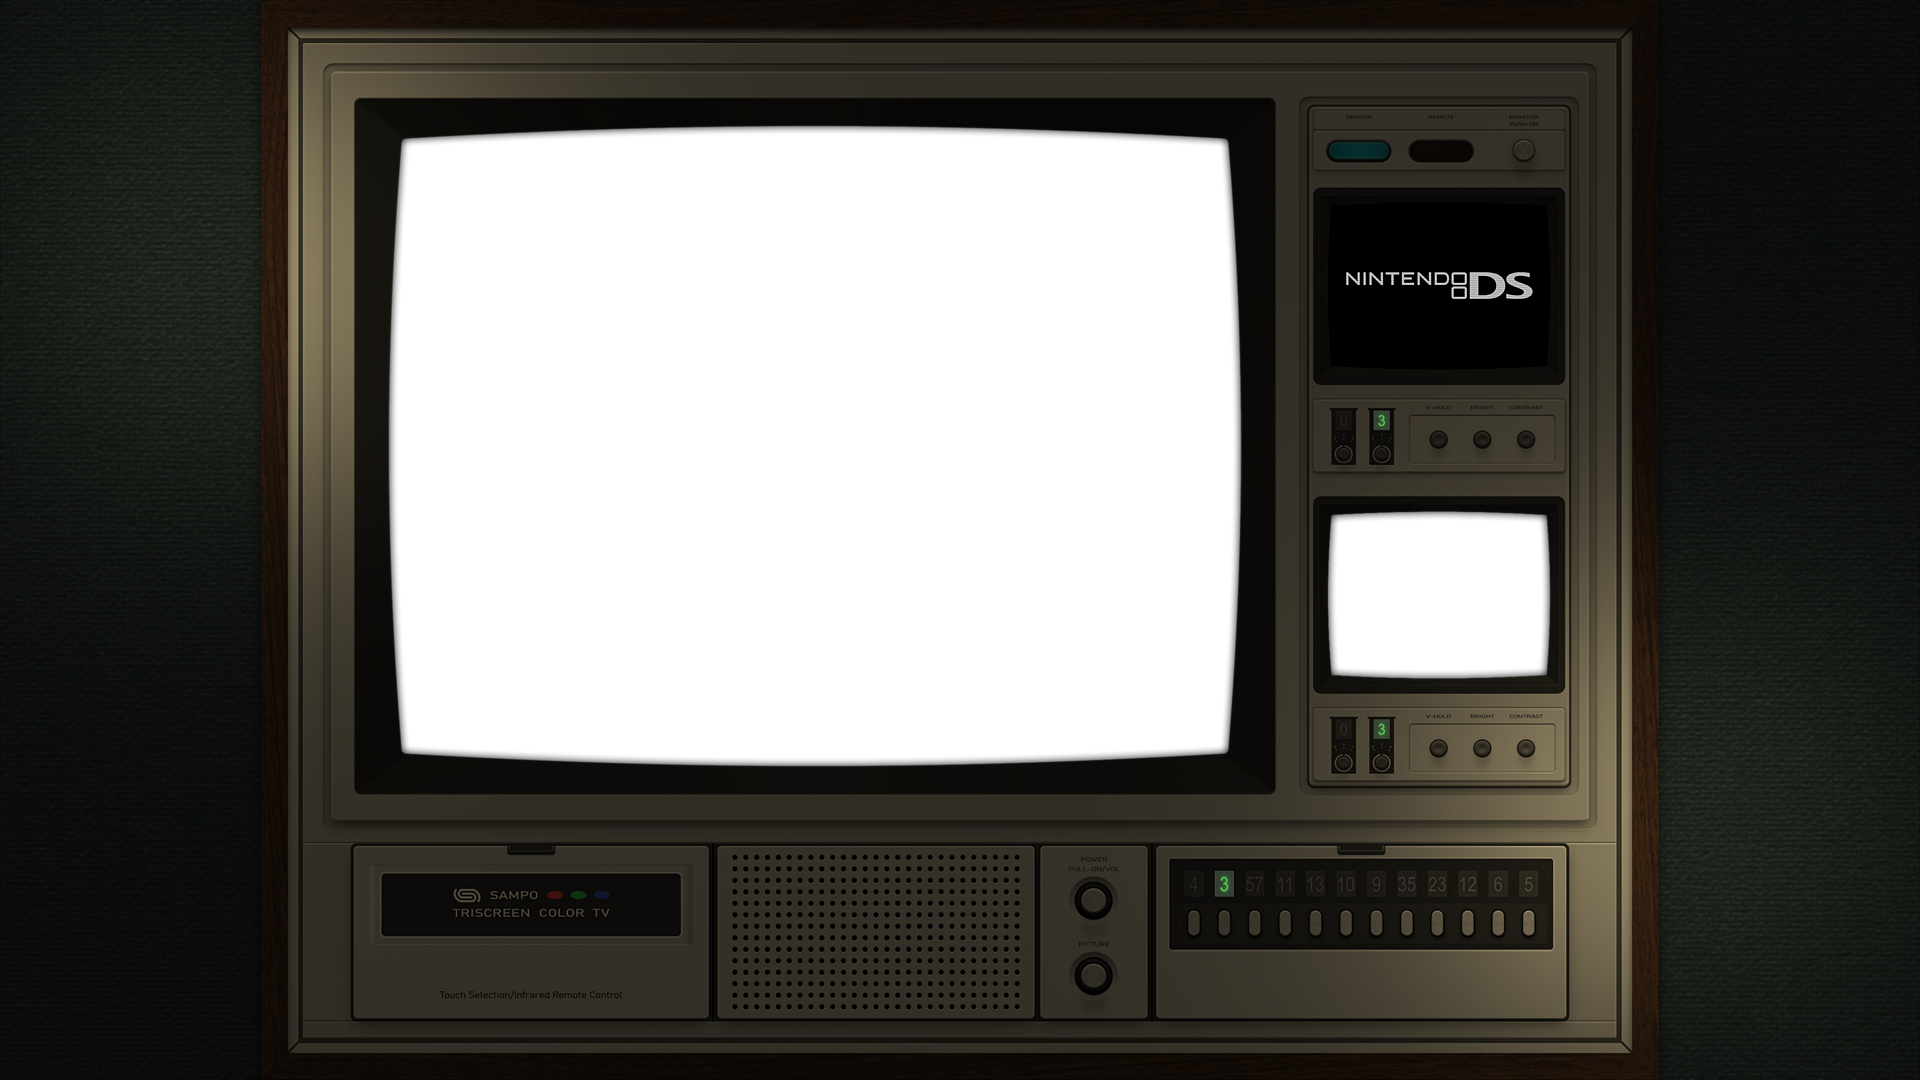 SENSOR REMOTE MONITOR
PUSH ON
NINTENDO DS
V-HOLD BRIGHT CONTRAST
0 3
V-HOLD BRIGHT CONTRAST
0 3
POWER
PULL-ON/VOL
4 3 57 11 13 10 9 35 23 12 6 5
SAMPO
TRISCREEN COLOR TV
PICTURE
Touch Selection/Infrared Remote Control